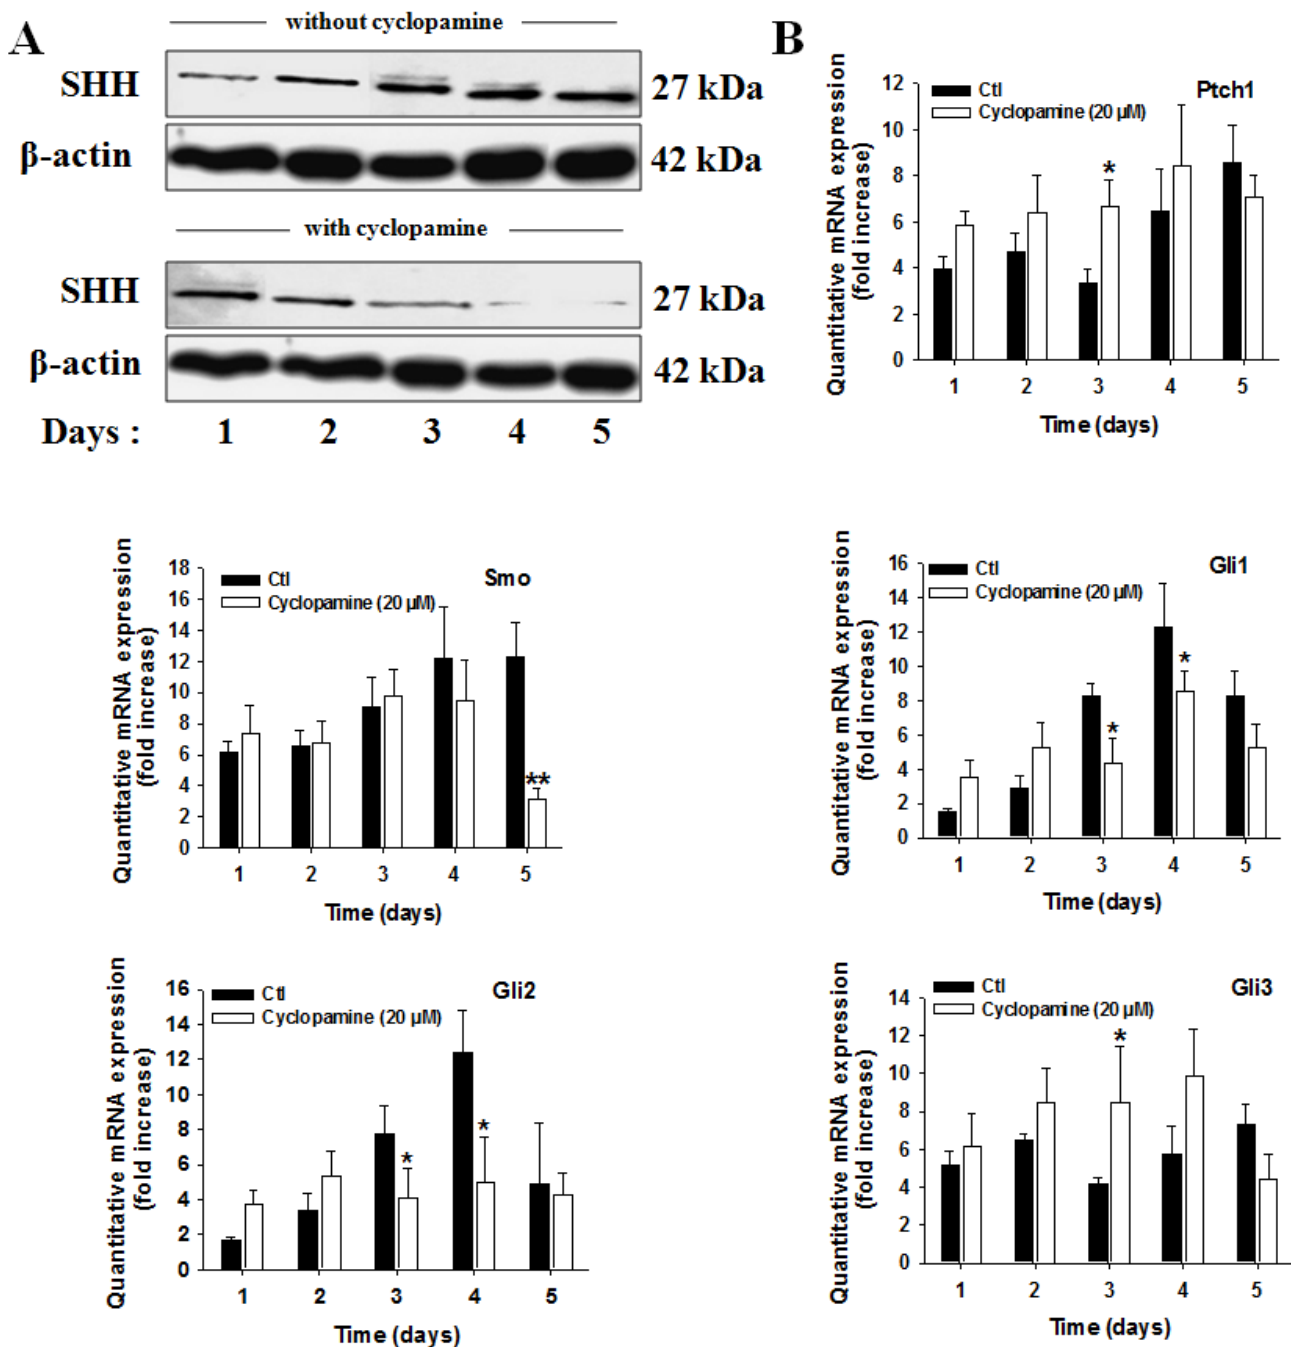 A
without cyclopamine
SHH
27 kDa
β-actin
42 kDa
with cyclopamine
SHH
27 kDa
β-actin
42 kDa
Days : 1 2 3 4 5
B
Ptch1
Ctl
Cyclopamine (20 µM)
Quantitative mRNA expression
(fold increase)
12
10
8
6
4
2
0
*
1 2 3 4 5
Time (days)
Smo
Ctl
Cyclopamine (20 µM)
Quantitative mRNA expression
(fold increase)
18
16
14
12
10
8
6
4
2
0
**
1 2 3 4 5
Time (days)
Gli1
Ctl
Cyclopamine (20 µM)
Quantitative mRNA expression
(fold increase)
16
14
12
10
8
6
4
2
0
* *
1 2 3 4 5
Time (days)
Gli2
Ctl
Cyclopamine (20 µM)
Quantitative mRNA expression
(fold increase)
16
14
12
10
8
6
4
2
0
* *
1 2 3 4 5
Time (days)
Gli3
Ctl
Cyclopamine (20 µM)
Quantitative mRNA expression
(fold increase)
14
12
10
8
6
4
2
0
*
1 2 3 4 5
Time (days)